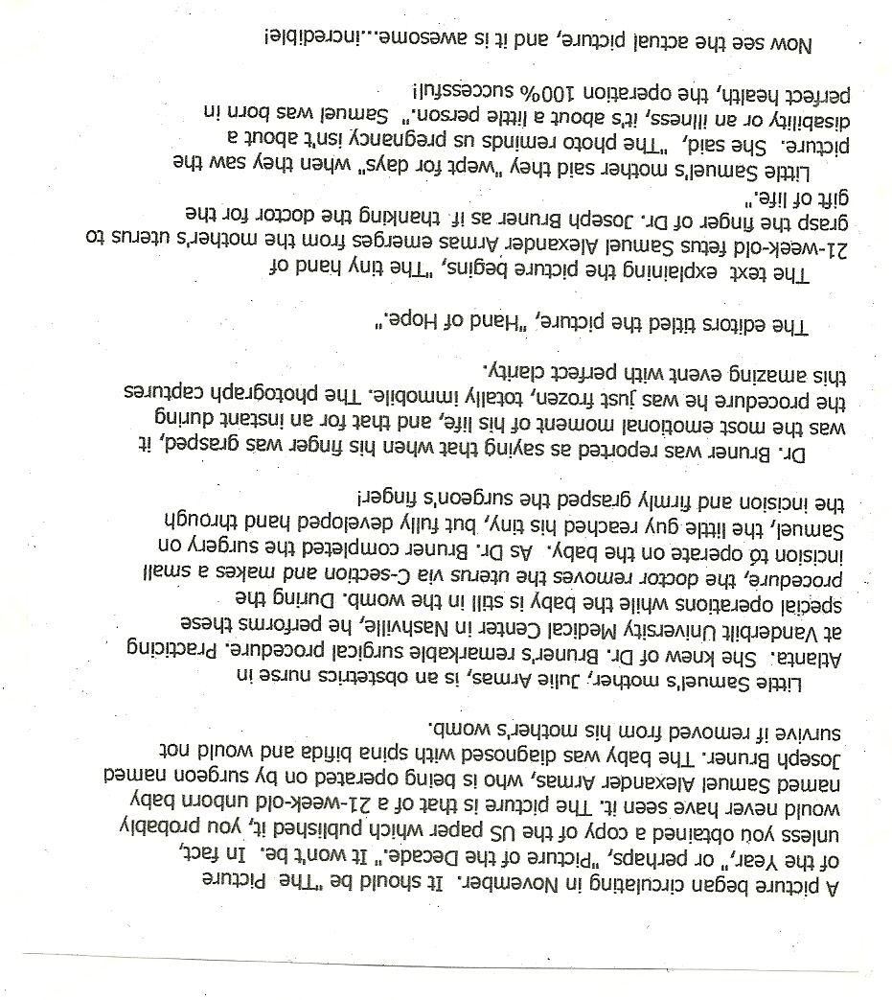 A picture began circulating in November. It should be "The Picture
of the Year," or perhaps, "Picture of the Decade." It won't be. In fact,
unless you obtained a copy of the US paper which published it, you probably
would never have seen it. The picture is that of a 21-week-old unborn baby
named Samuel Alexander Armas, who is being operated on by surgeon named
Joseph Bruner. The baby was diagnosed with spina bifida and would not
survive if removed from his mother's womb.
Little Samuel's mother, Julie Armas, is an obstetrics nurse in
Atlanta. She knew of Dr. Bruner's remarkable surgical procedure. Practicing
at Vanderbilt University Medical Center in Nashville, he performs these
special operations while the baby is still in the womb. During the
procedure, the doctor removes the uterus via C-section and makes a small
incision to operate on the baby. As Dr. Bruner completed the surgery on
Samuel, the little guy reached his tiny, but fully developed hand through
the incision and firmly grasped the surgeon's finger!
Dr. Bruner was reported as saying that when his finger was grasped, it
was the most emotional moment of his life, and that for an instant during
the procedure he was just frozen, totally immobile. The photograph captures
this amazing event with perfect clarity.
The editors titled the picture, "Hand of Hope."
The text explaining the picture begins, "The tiny hand of
21-week-old fetus Samuel Alexander Armas emerges from the mother's uterus to
grasp the finger of Dr. Joseph Bruner as if thanking the doctor for the
gift of life."
Little Samuel's mother said they "wept for days" when they saw the
picture. She said, "The photo reminds us pregnancy isn't about a
disability or an illness, it's about a little person." Samuel was born in
perfect health, the operation 100% successful!
Now see the actual picture, and it is awesome...incredible!